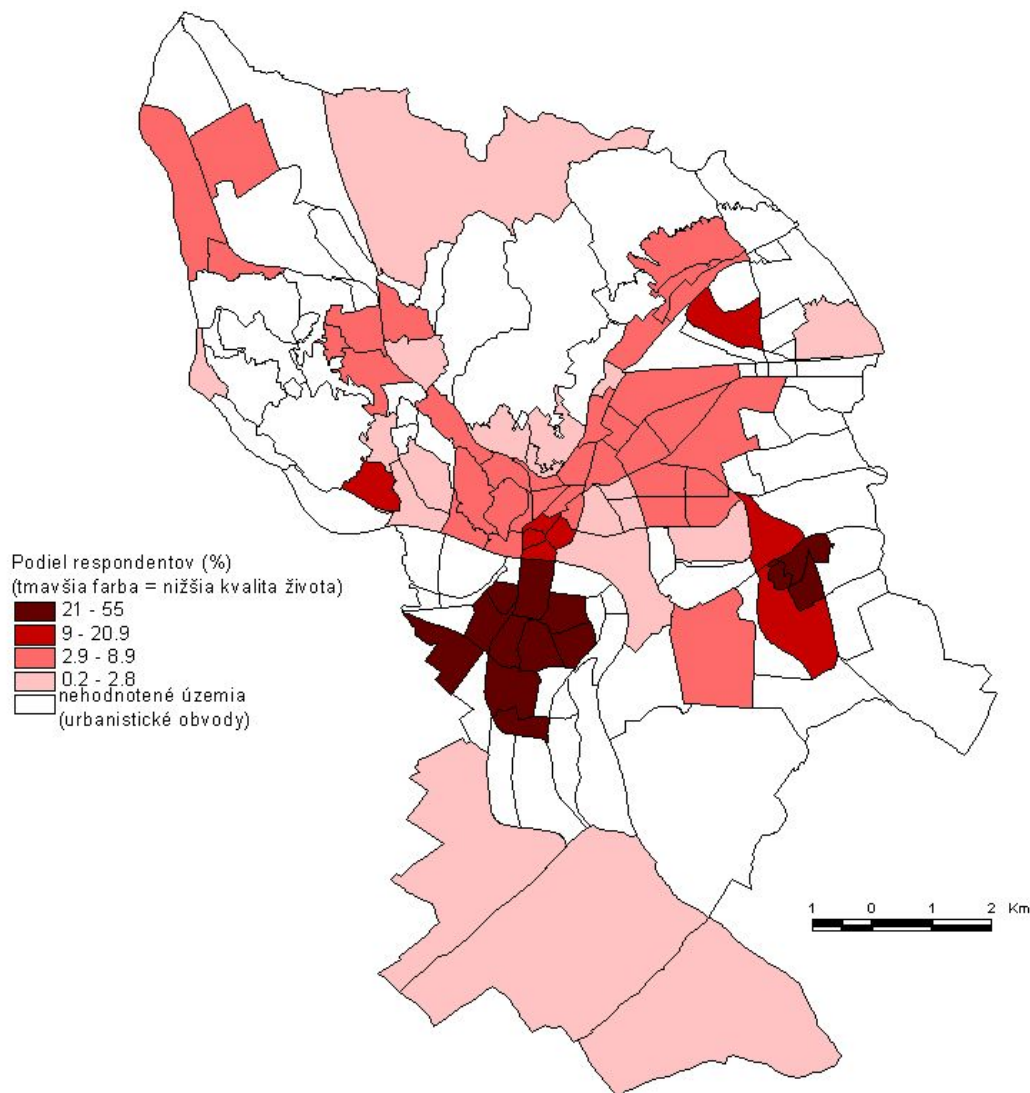 Podiel respondentov (%)
(tmavšia farba = nižšia kvalita života)
21 - 55
9 - 20.9
2.9 - 8.9
0.2 - 2.8
nehodnotené územia
(urbanistické obvody)
1 0 1 2 Km